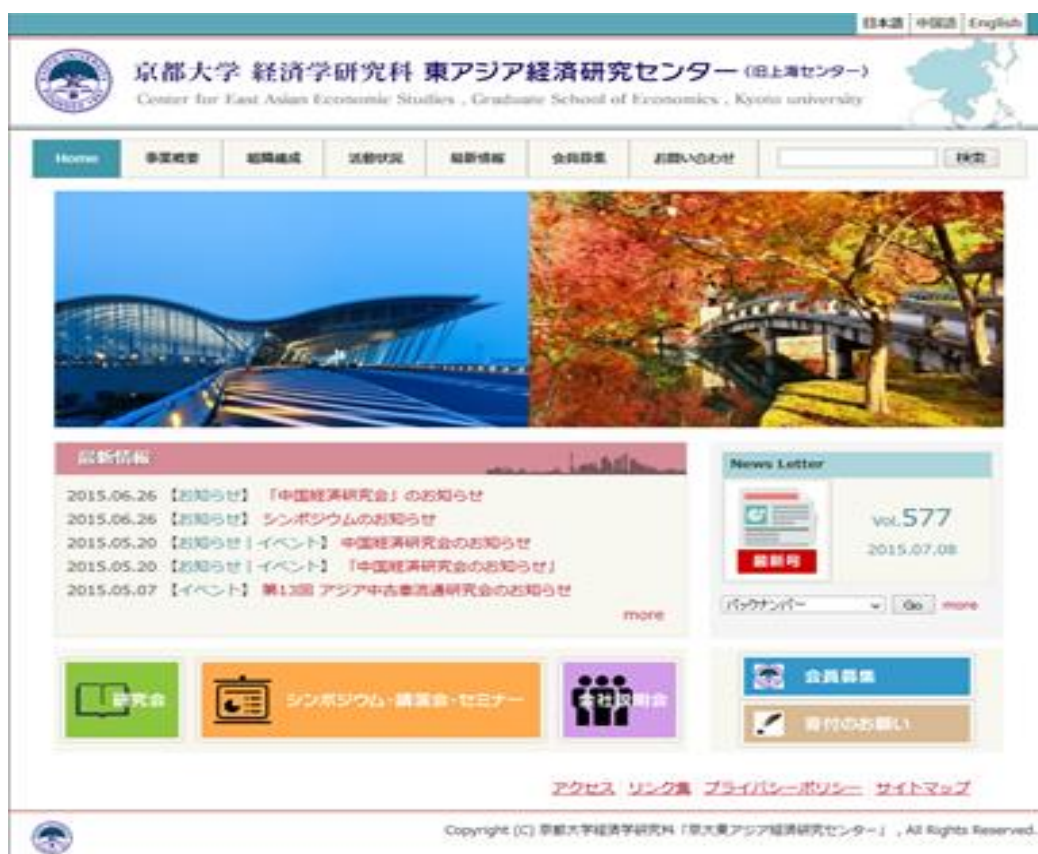 日本語 中国語 English
京都大学 経済学研究科 東アジア経済研究センター (旧上海センター)
Center for East Asian Economic Studies , Graduate School of Economics , Kyoto university
Home 事業概要 組職編成 活動状況 最新情報 会員募集 お問い合わせ 検索
最新情報
2015.06.26 【お知らせ】 「中国経済研究会」のお知らせ
2015.06.26 【お知らせ】 シンポジウムのお知らせ
2015.05.20 【お知らせ | イベント】 中国経済研究会のお知らせ
2015.05.20 【お知らせ | イベント】 「中国経済研究会のお知らせ」
2015.05.07 【イベント】 第13回 アジア中古車流通研究会のお知らせ
more
News Letter
最新号
Vol.577
2015.07.08
バックナンバー Go more
研究会
シンポジウム・講演会・セミナー
会社説明会
会員募集
寄付のお願い
アクセス リンク集 プライバシーポリシー サイトマップ
Copyright (C) 京都大学経済学研究科「京大東アジア経済研究センター」 , All Rights Reserved.